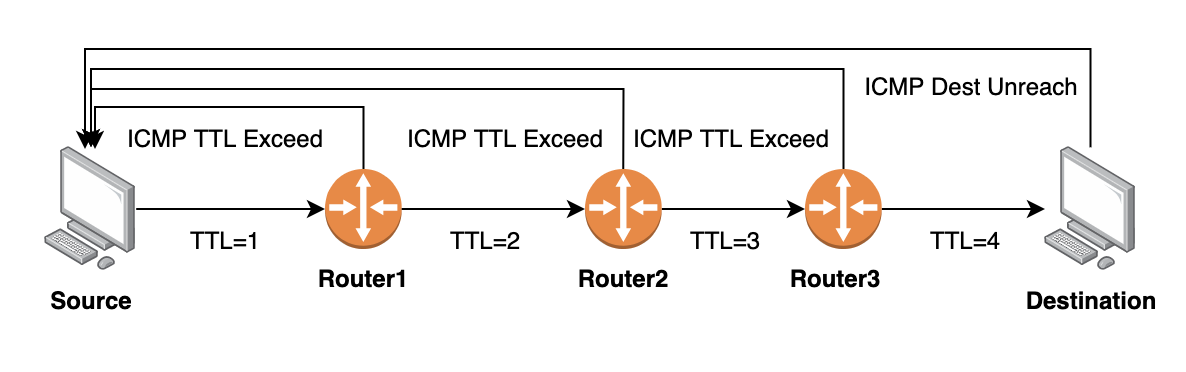 ICMP Dest Unreach
ICMP TTL Exceed
ICMP TTL Exceed
ICMP TTL Exceed
TTL=1
TTL=2
TTL=3
TTL=4
Router1
Router2
Router3
Source
Destination